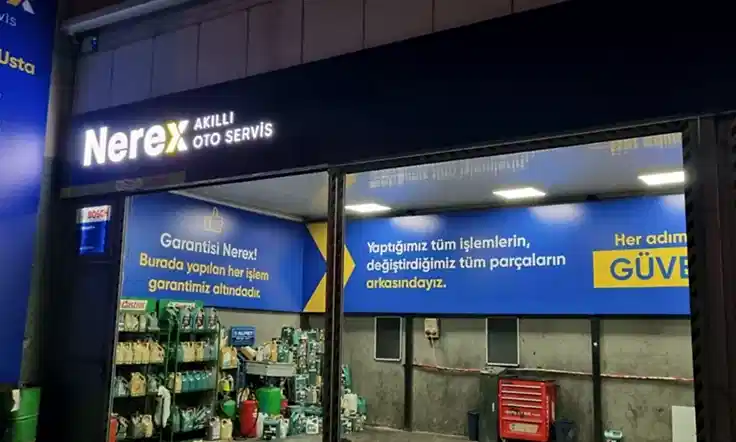 Usta
Nerex AKILLI
OTO SERVİS
BOSCH
Garantisi Nerex!
Burada yapılan her işlem
garantimiz altındadır.
Yaptığımız tüm işlemlerin,
değiştirdiğimiz tüm parçaların
arkasındayız.
Her adım
GÜVE
Castrol